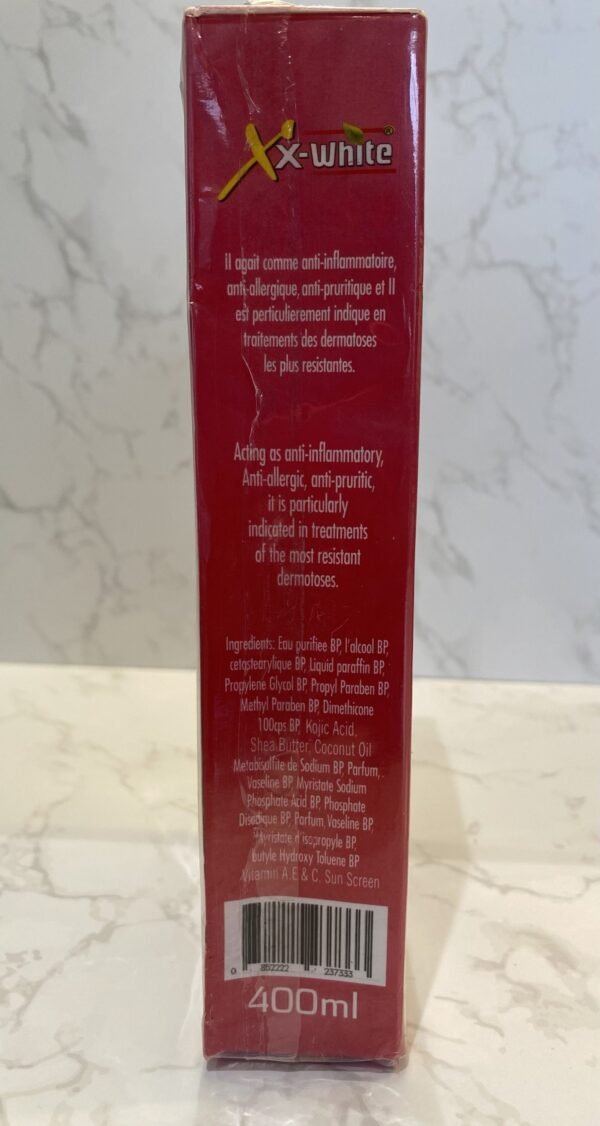 Xx-White®
Il agait comme anti-inflammatoire,
anti-allergique, anti-pruritique et Il
est perticulierement indique en
traitements des dermatoses
les plus resistantes.
Acting as anti-inflammatory,
Anti-allergic, anti-pruritic,
it is particularly
indicated in treatments
of the most resistant
dermotoses.
Ingredients: Eau purifiee BP, l'alcool BP,
cetostearylique BP, Liquid paraffin BP,
Propylene Glycol BP, Propyl Paraben BP,
Methyl Paraben BP, Dimethicone
100cps BP, Kojic Acid,
Shea Butter, Coconut Oil
Metabisulfite de Sodium BP, Parfum,
Vaseline BP, Myristate Sodium
Phosphate Acid BP, Phosphate
Disodique BP, Parfum, Vaseline BP,
Myristate d'isopropyle BP,
Butyle Hydroxy Toluene BP
Vitamin A.E & C. Sun Screen
0 852222 237333
400ml